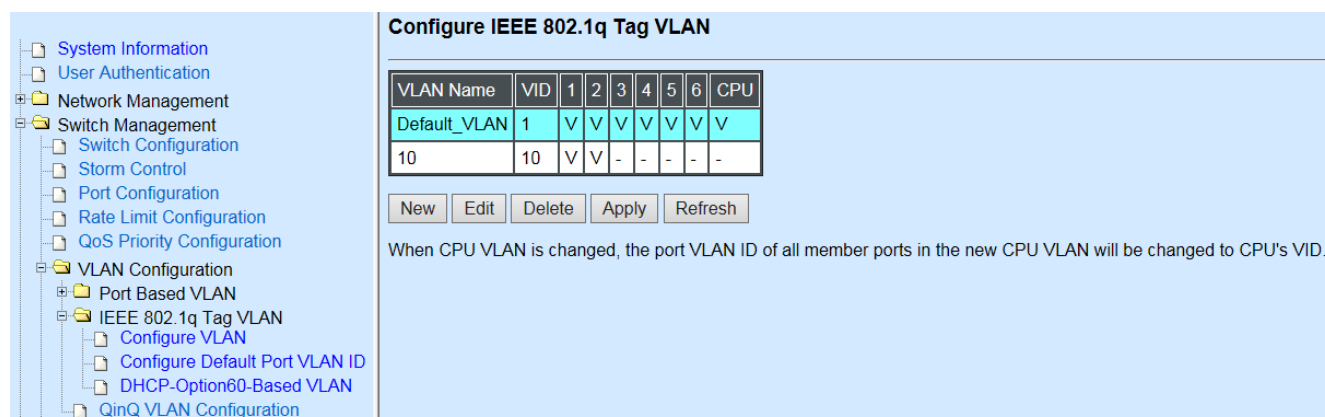 System Information
User Authentication
Network Management
Switch Management
Switch Configuration
Storm Control
Port Configuration
Rate Limit Configuration
QoS Priority Configuration
VLAN Configuration
Port Based VLAN
IEEE 802.1q Tag VLAN
Configure VLAN
Configure Default Port VLAN ID
DHCP-Option60-Based VLAN
QinQ VLAN Configuration
Configure IEEE 802.1q Tag VLAN
VLAN Name VID 1 2 3 4 5 6 CPU
Default_VLAN 1 V V V V V V V
10 10 V V - - - - -
New Edit Delete Apply Refresh
When CPU VLAN is changed, the port VLAN ID of all member ports in the new CPU VLAN will be changed to CPU's VID.